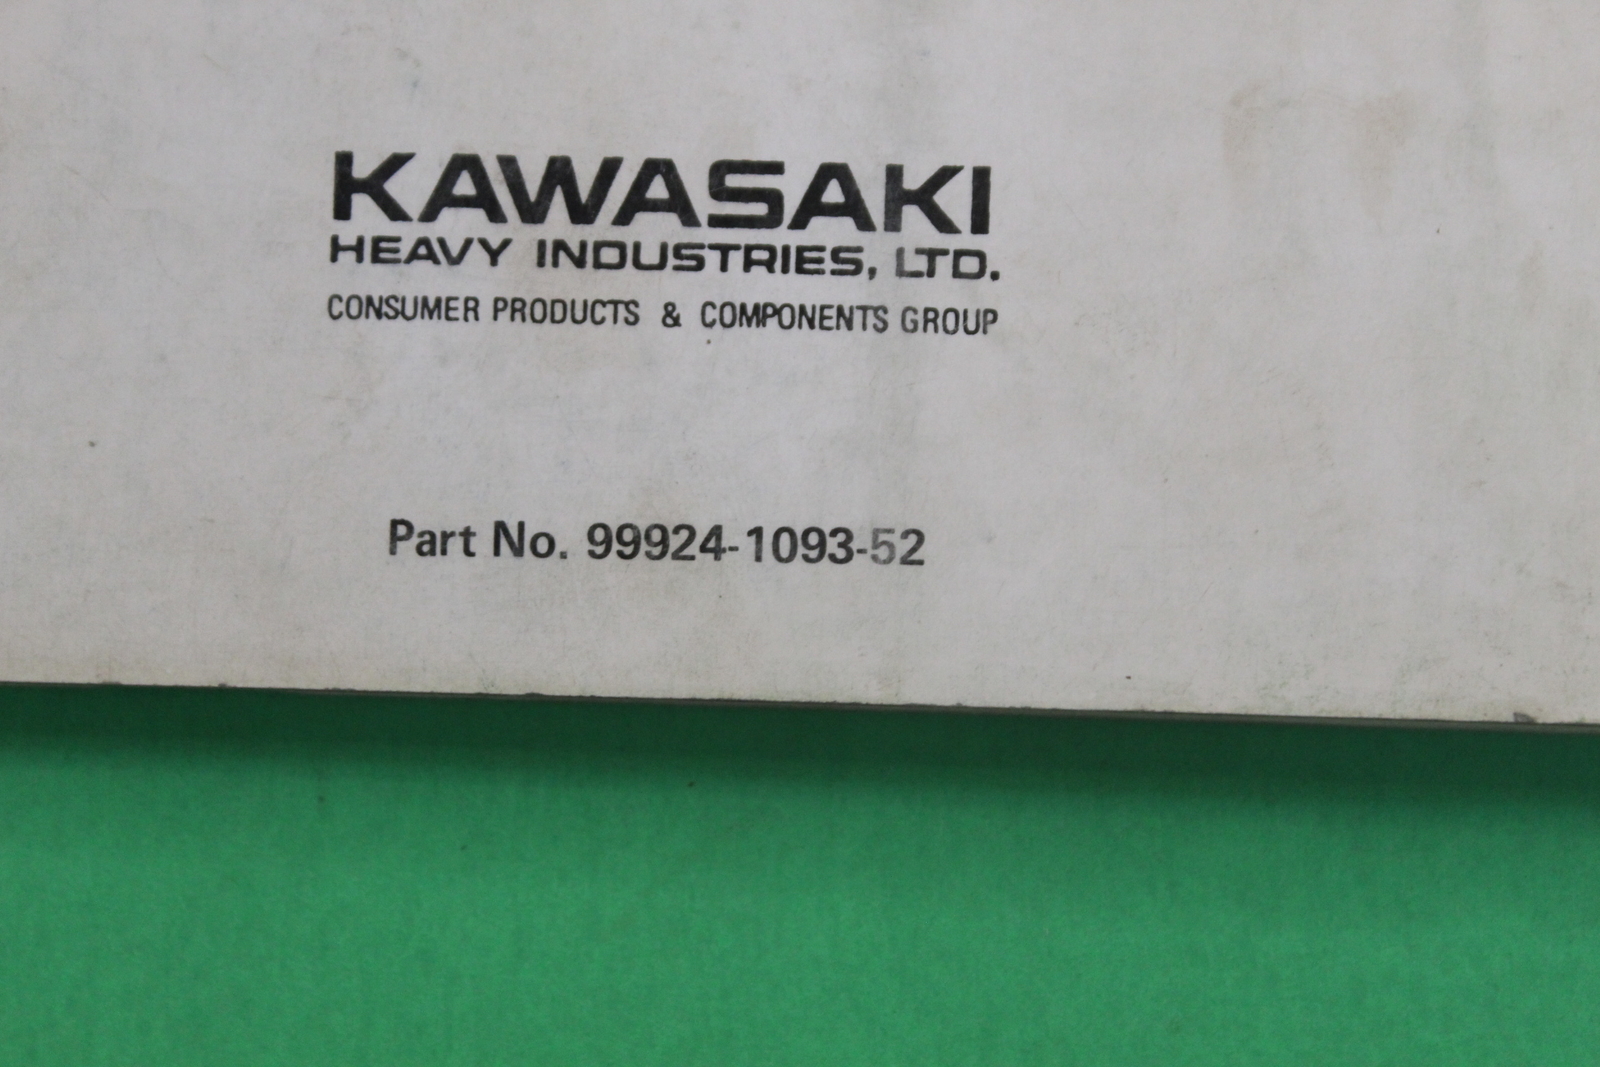 KAWASAKI
HEAVY INDUSTRIES, LTD.
CONSUMER PRODUCTS & COMPONENTS GROUP
Part No. 99924-1093-52